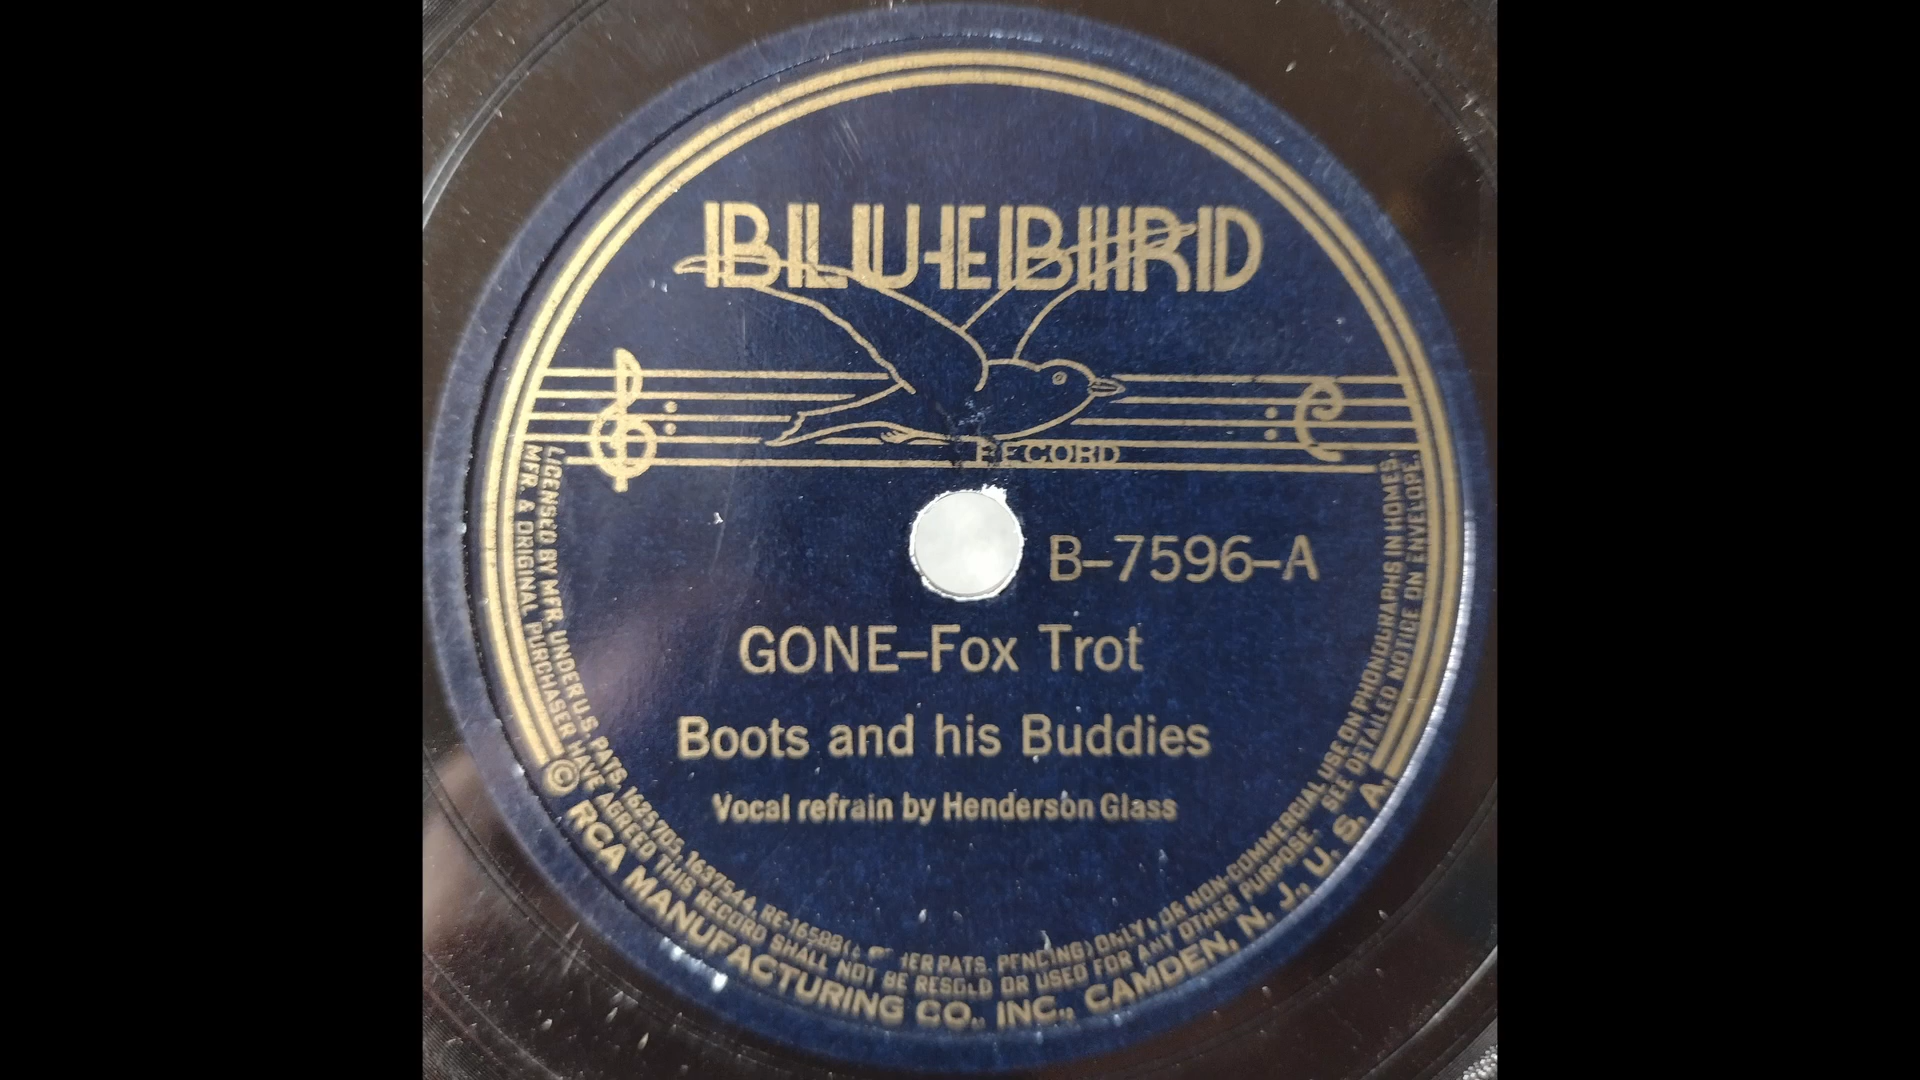 BLUEBIRD
RECORD
B-7596-A
GONE-Fox Trot
Boots and his Buddies
Vocal refrain by Henderson Glass
LICENSED BY MFR. UNDER U.S. PATS. 1625705, 1637544, RE-16588 PATS. PENDING) ONLY FOR NON-COMMERCIAL USE ON PHONOGRAPHS IN HOMES.
MFR. & ORIGINAL PURCHASER HAVE AGREED THIS RECORD SHALL NOT BE RESOLD OR USED FOR ANY OTHER PURPOSE. SEE DETAILED NOTICE ON ENVELOPE.
© RCA MANUFACTURING CO., INC., CAMDEN, N. J., U. S. A.